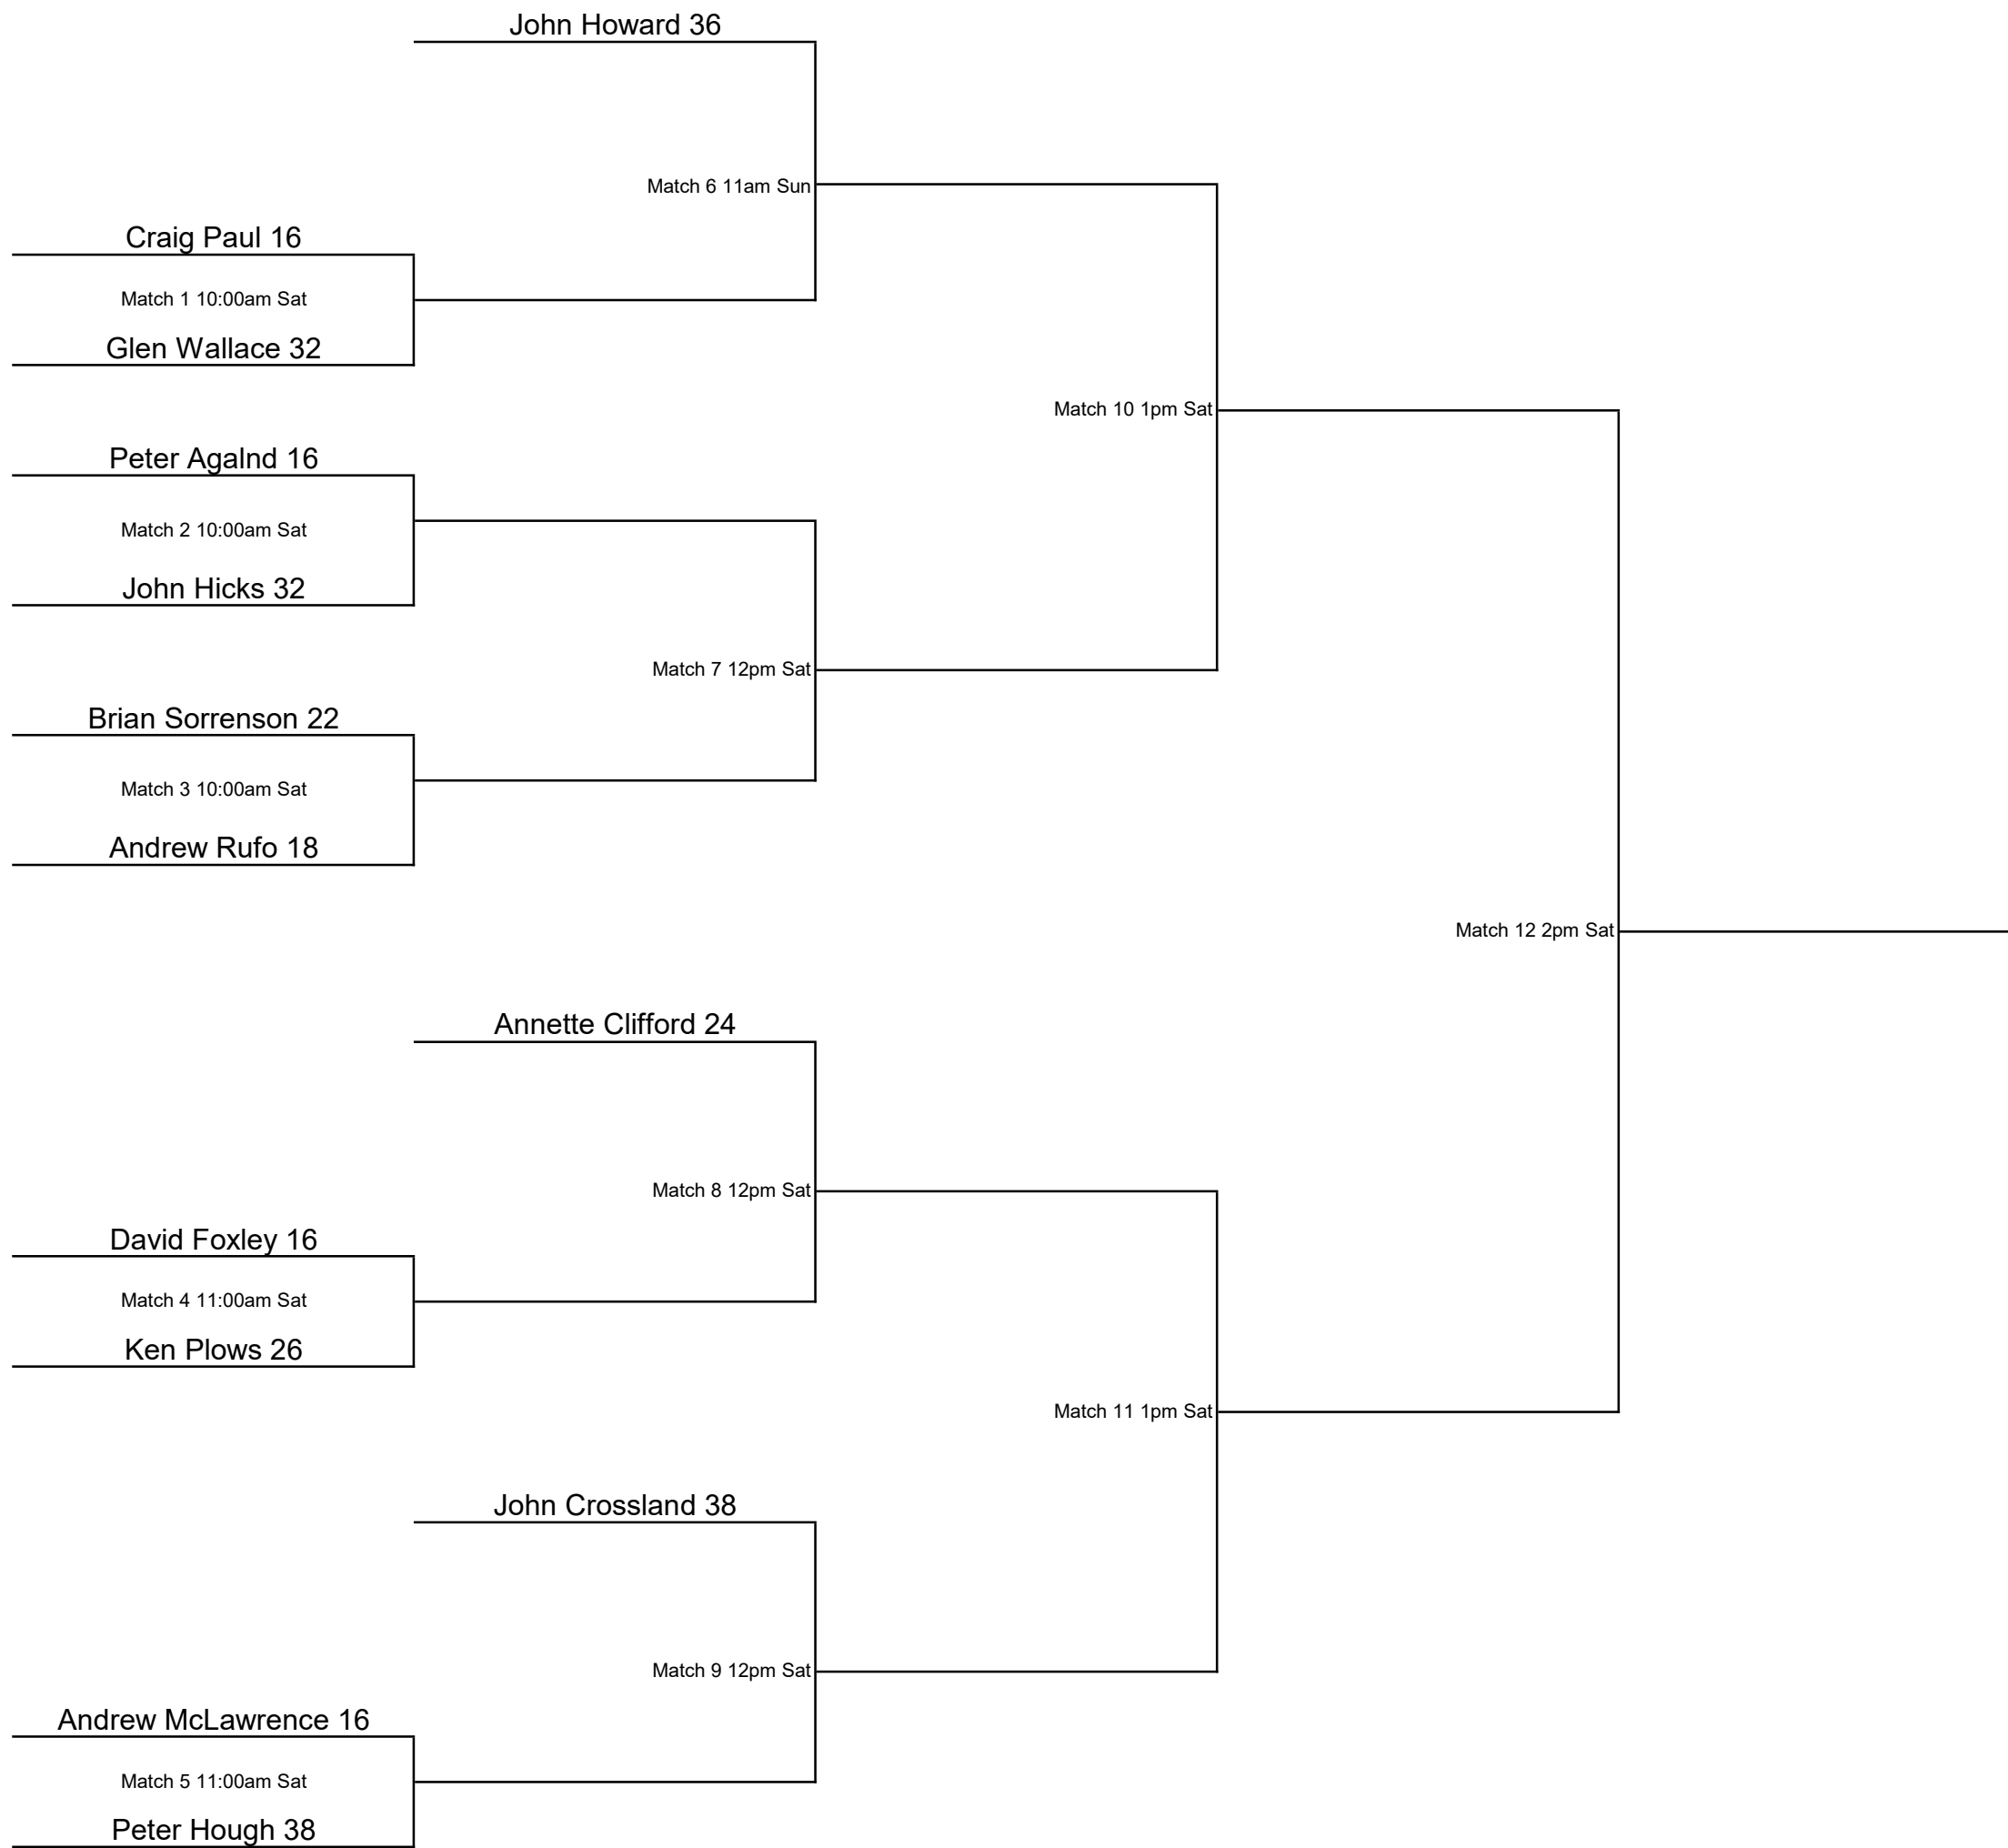 John Howard 36
Match 6 11am Sun
Craig Paul 16
Match 1 10:00am Sat
Glen Wallace 32
Match 10 1pm Sat
Peter Agalnd 16
Match 2 10:00am Sat
John Hicks 32
Match 7 12pm Sat
Brian Sorrenson 22
Match 3 10:00am Sat
Andrew Rufo 18
Match 12 2pm Sat
Annette Clifford 24
Match 8 12pm Sat
David Foxley 16
Match 4 11:00am Sat
Ken Plows 26
Match 11 1pm Sat
John Crossland 38
Match 9 12pm Sat
Andrew McLawrence 16
Match 5 11:00am Sat
Peter Hough 38